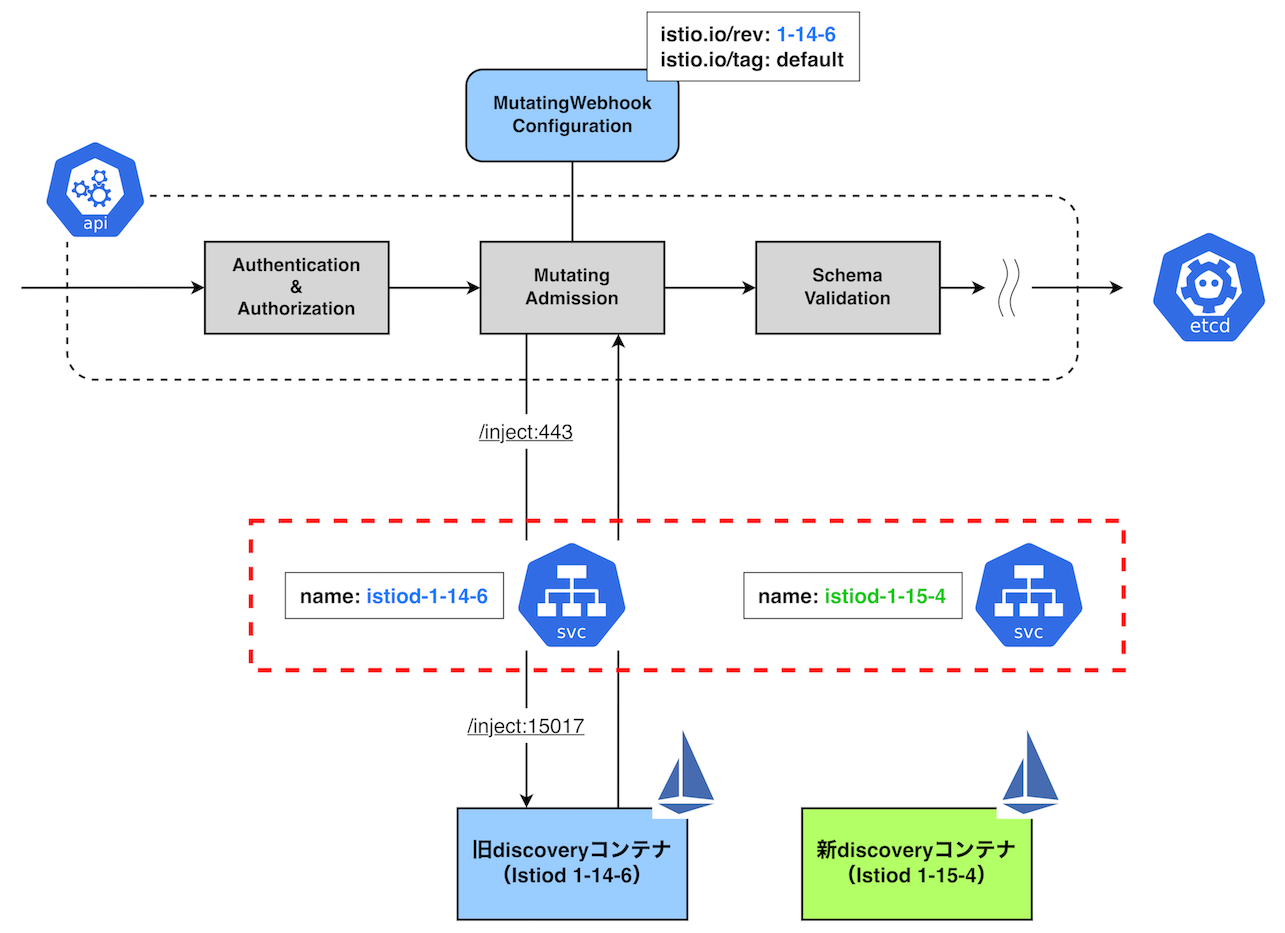 istio.io/rev: 1-14-6
istio.io/tag: default
MutatingWebhook
Configuration
api
Authentication
&
Authorization
Mutating
Admission
Schema
Validation
etcd
/inject:443
name: istiod-1-14-6
svc
name: istiod-1-15-4
svc
/inject:15017
旧discoveryコンテナ
（Istiod 1-14-6）
新discoveryコンテナ
（Istiod 1-15-4）